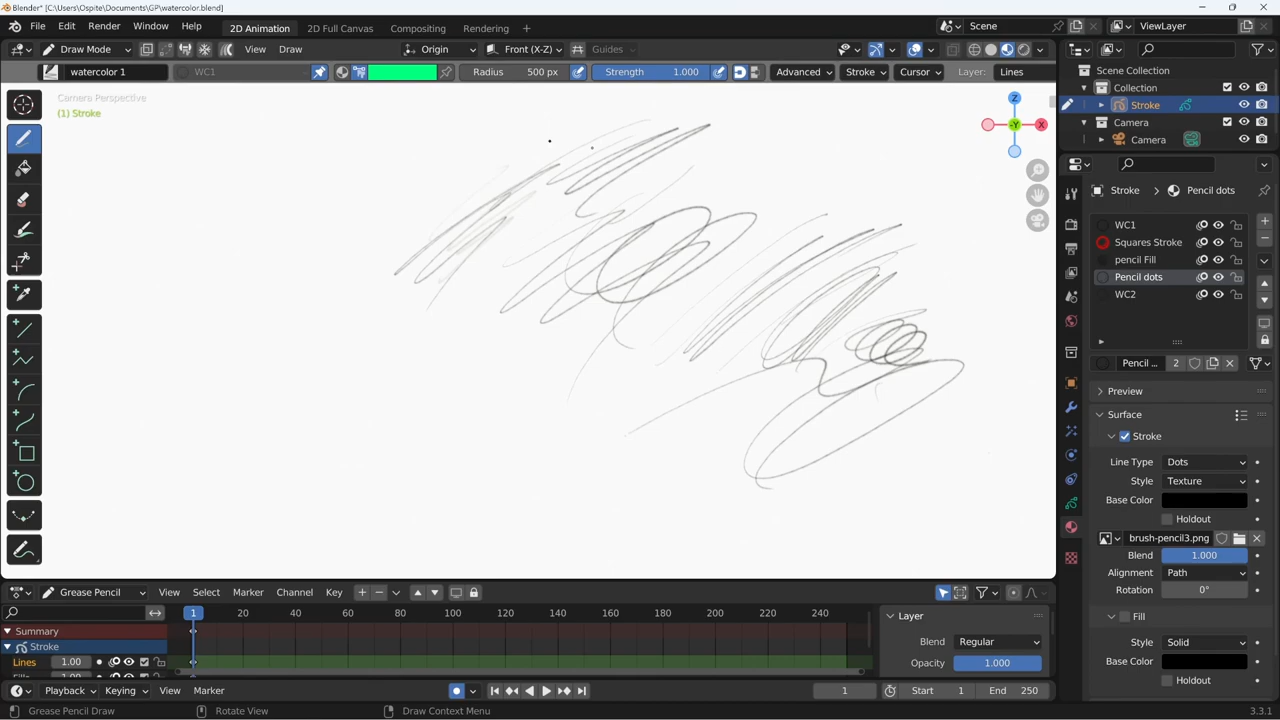 Blender* [C:\Users\Ospite\Documents\GP\watercolor.blend]
File Edit Render Window Help 2D Animation 2D Full Canvas Compositing Rendering + Scene ViewLayer
Draw Mode View Draw Origin Front (X-Z) Guides
watercolor 1 WC1 Radius 500 px Strength 1.000 Advanced Stroke Cursor Layer: Lines
Camera Perspective
(1) Stroke
Z
-Y
X
Scene Collection
Collection
Stroke
Camera
Camera
Stroke > Pencil dots
WC1
Squares Stroke
pencil Fill
Pencil dots
WC2
Pencil ... 2
Preview
Surface
Stroke
Line Type Dots
Style Texture
Base Color
Holdout
brush-pencil3.png
Blend 1.000
Alignment Path
Rotation 0°
Fill
Style Solid
Base Color
Holdout
Grease Pencil View Select Marker Channel Key
1 20 40 60 80 100 120 140 160 180 200 220 240
Summary
Stroke
Lines 1.00
Layer
Blend Regular
Opacity 1.000
Playback Keying View Marker 1 Start 1 End 250
Grease Pencil Draw Rotate View Draw Context Menu 3.3.1